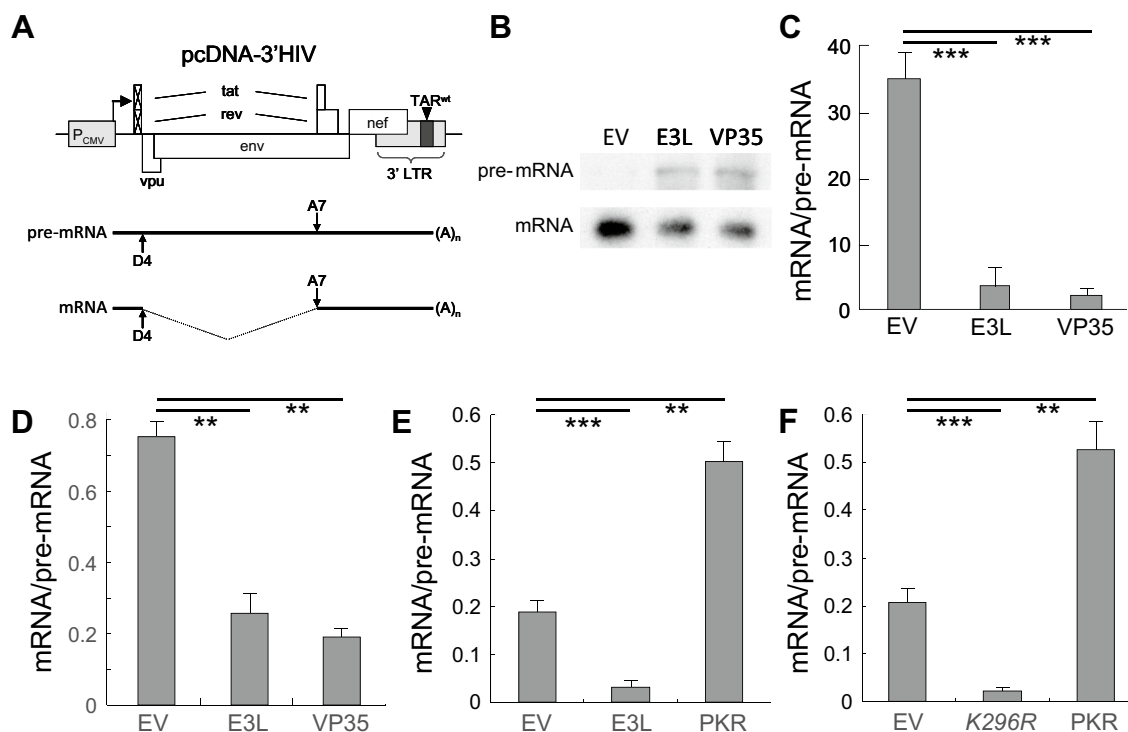 A
pcDNA-3'HIV
tat
rev
TARwt
PCMV
nef
env
vpu
3' LTR
A7
pre-mRNA
(A)n
D4
A7
mRNA
(A)n
D4
B
EV E3L VP35
pre-mRNA
mRNA
C
***
***
40
30
20
10
0
mRNA/pre-mRNA
EV E3L VP35
D
**
**
0.8
0.6
0.4
0.2
0
mRNA/pre-mRNA
EV E3L VP35
E
**
***
0.6
0.5
0.4
0.3
0.2
0.1
0
mRNA/pre-mRNA
EV E3L PKR
F
**
***
0.6
0.5
0.4
0.3
0.2
0.1
0
mRNA/pre-mRNA
EV K296R PKR